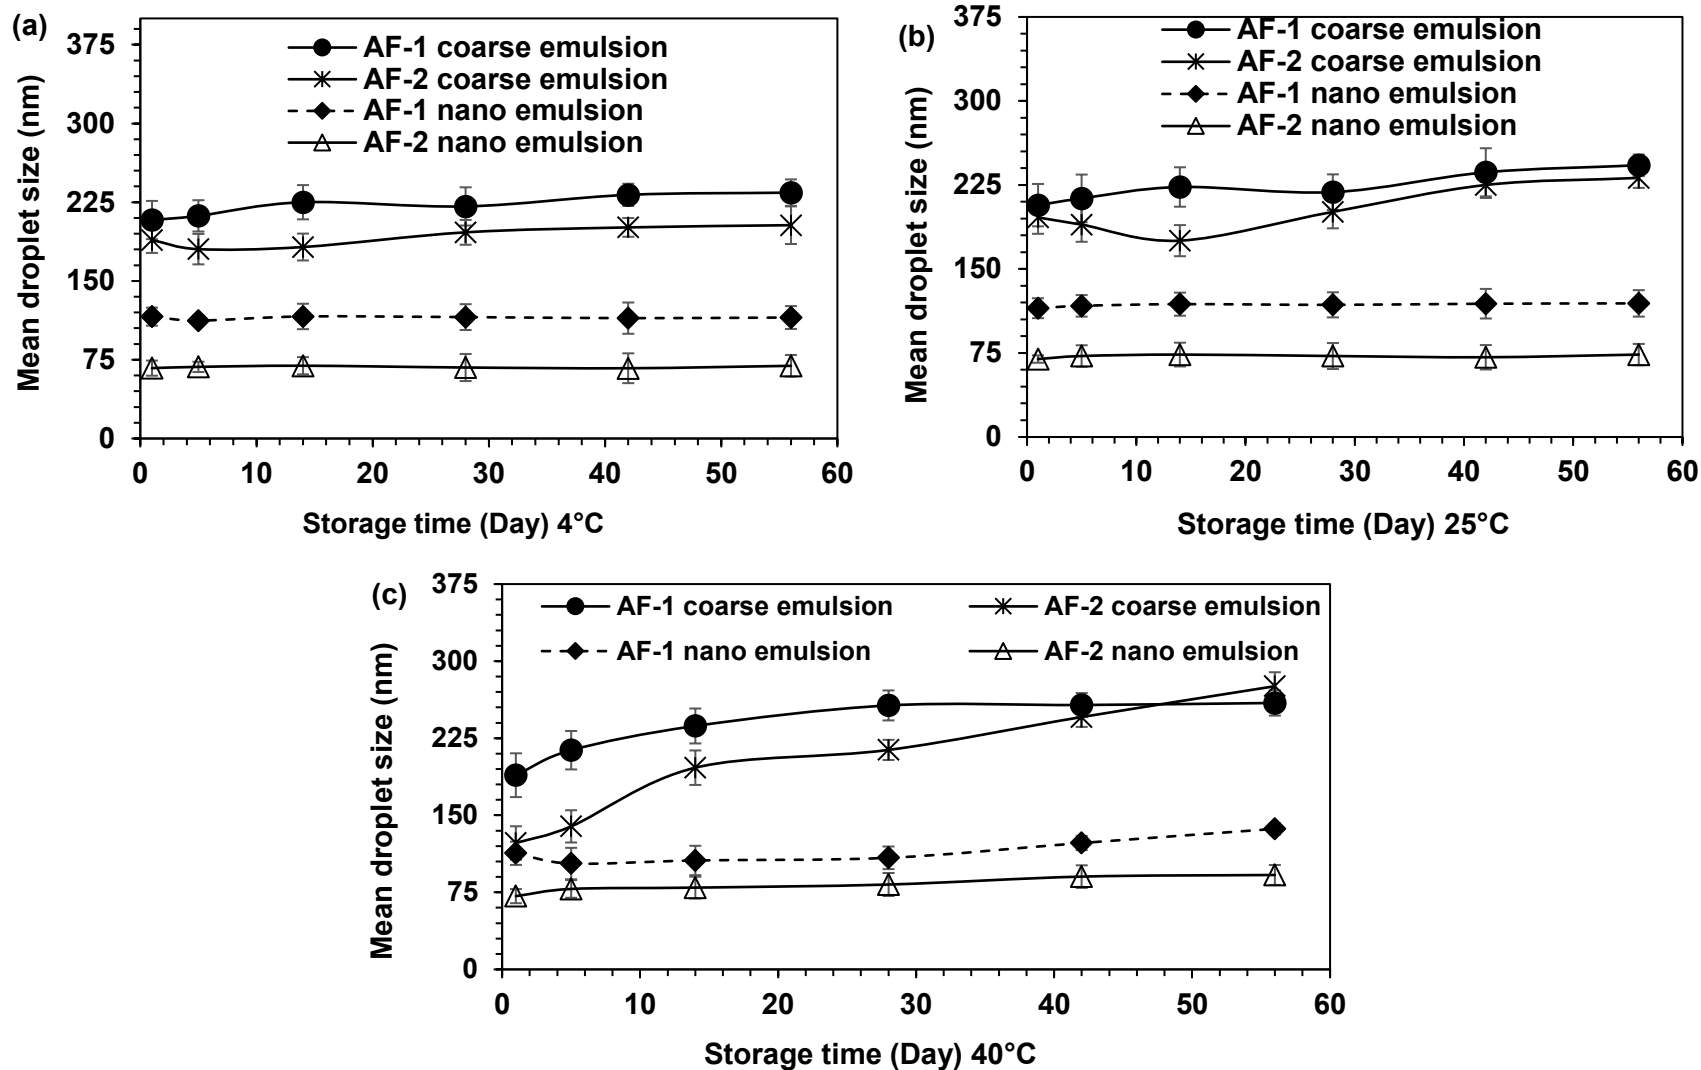 (a)
Mean droplet size (nm)
375
300
225
150
75
0
AF-1 coarse emulsion
AF-2 coarse emulsion
AF-1 nano emulsion
AF-2 nano emulsion
0 10 20 30 40 50 60
Storage time (Day) 4°C
(b)
Mean droplet size (nm)
375
300
225
150
75
0
AF-1 coarse emulsion
AF-2 coarse emulsion
AF-1 nano emulsion
AF-2 nano emulsion
0 10 20 30 40 50 60
Storage time (Day) 25°C
(c)
Mean droplet size (nm)
375
300
225
150
75
0
AF-1 coarse emulsion AF-2 coarse emulsion
AF-1 nano emulsion AF-2 nano emulsion
0 10 20 30 40 50 60
Storage time (Day) 40°C